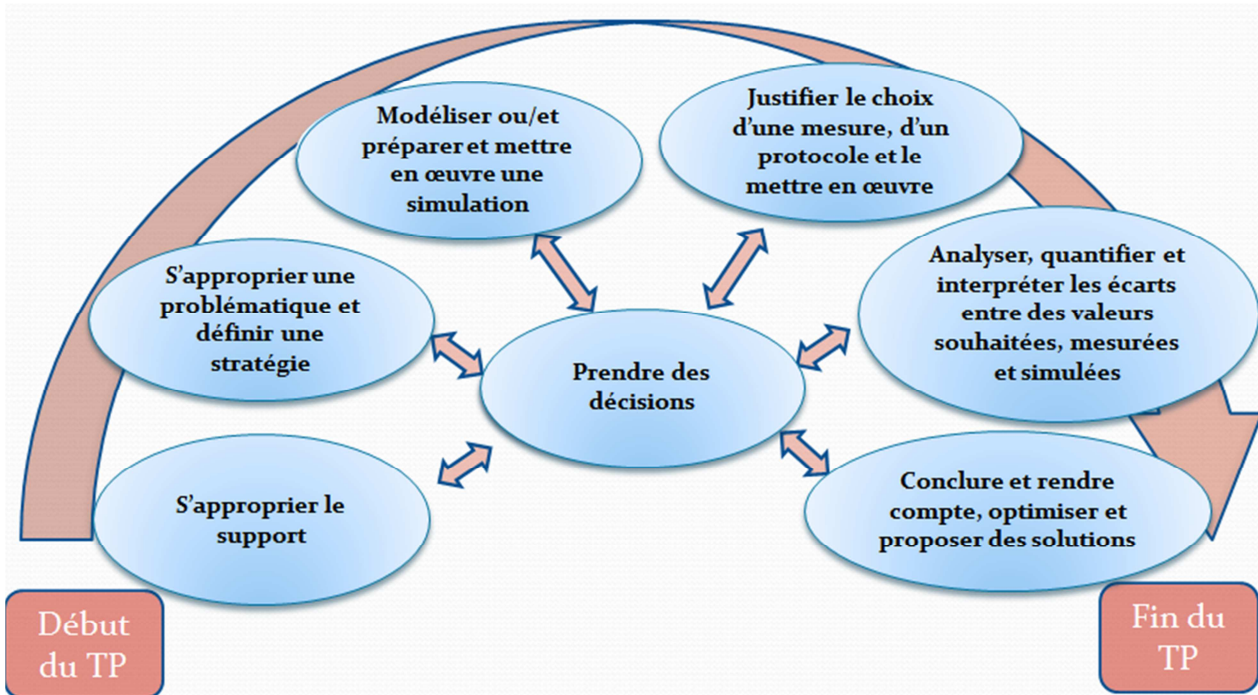 Modéliser ou/et
préparer et mettre
en œuvre une
simulation
Justifier le choix
d’une mesure, d’un
protocole et le
mettre en œuvre
S’approprier une
problématique et
définir une
stratégie
Analyser, quantifier et
interpréter les écarts
entre des valeurs
souhaitées, mesurées
et simulées
Prendre des
décisions
S’approprier le
support
Conclure et rendre
compte, optimiser et
proposer des solutions
Début
du TP
Fin du
TP